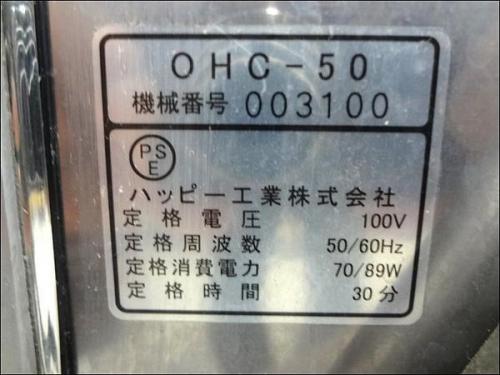 OHC-50
機械番号 003100
PS
E
ハッピー工業株式会社
定格電圧 100V
定格周波数 50/60Hz
定格消費電力 70/89W
定格時間 30分